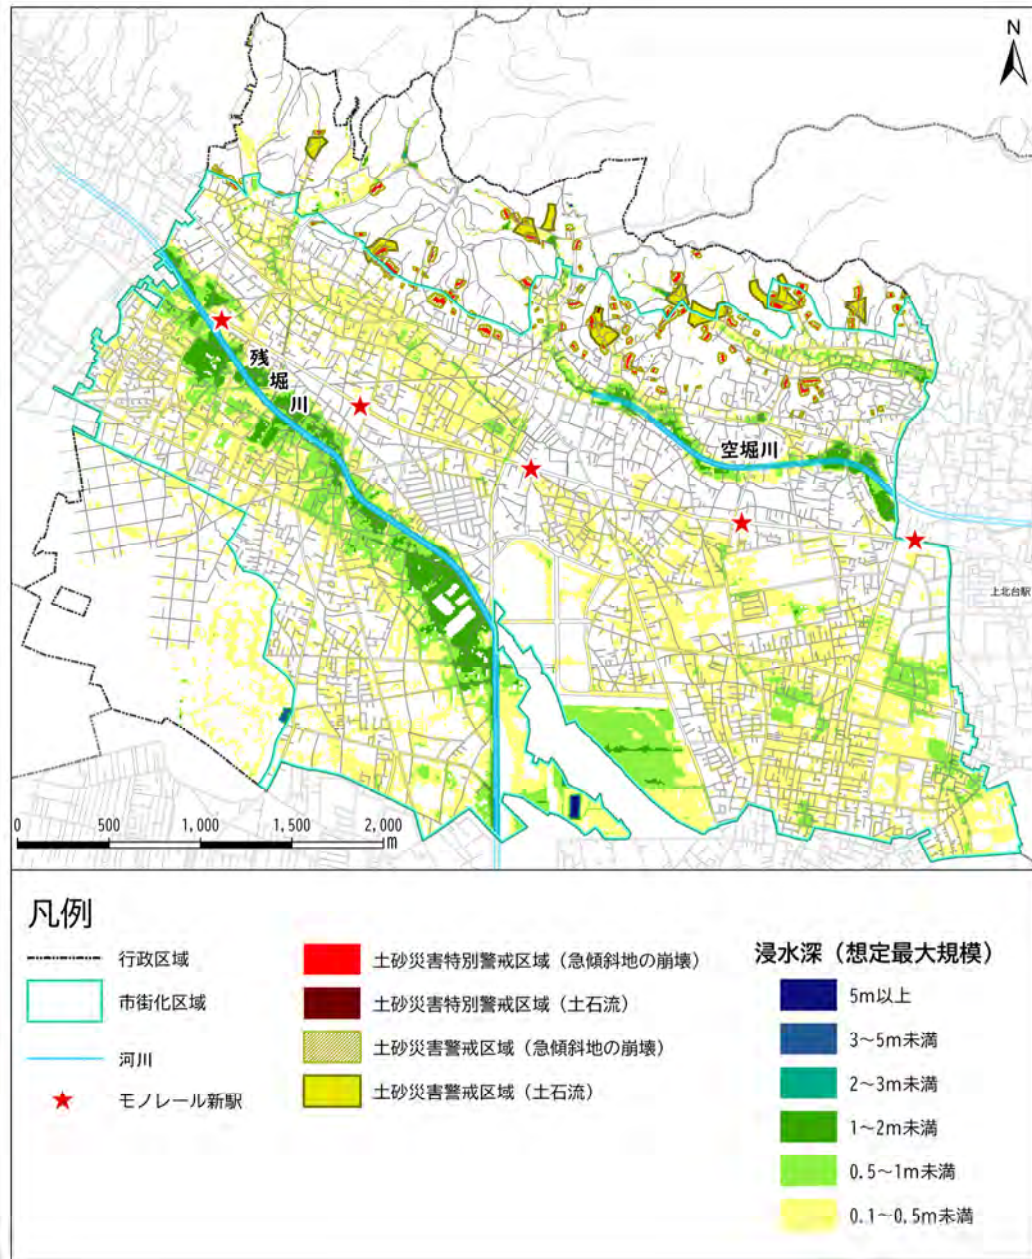 N
残
堀
川
空堀川
上北台駅
0 500 1,000 1,500 2,000
m
凡例
行政区域
市街化区域
河川
モノレール新駅
土砂災害特別警戒区域（急傾斜地の崩壊）
土砂災害特別警戒区域（土石流）
土砂災害警戒区域（急傾斜地の崩壊）
土砂災害警戒区域（土石流）
浸水深（想定最大規模）
5m以上
3～5m未満
2～3m未満
1～2m未満
0.5～1m未満
0.1～0.5m未満